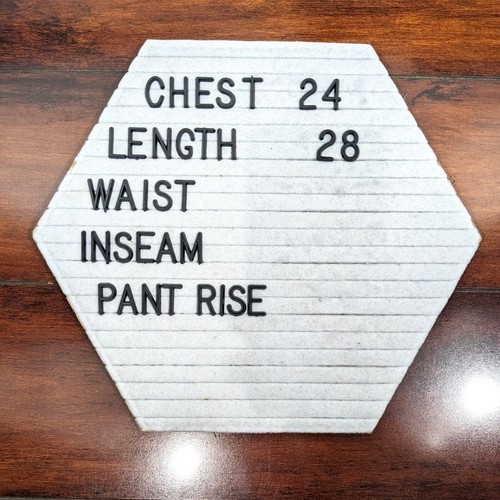 CHEST 24
LENGTH 28
WAIST
INSEAM
PANT RISE